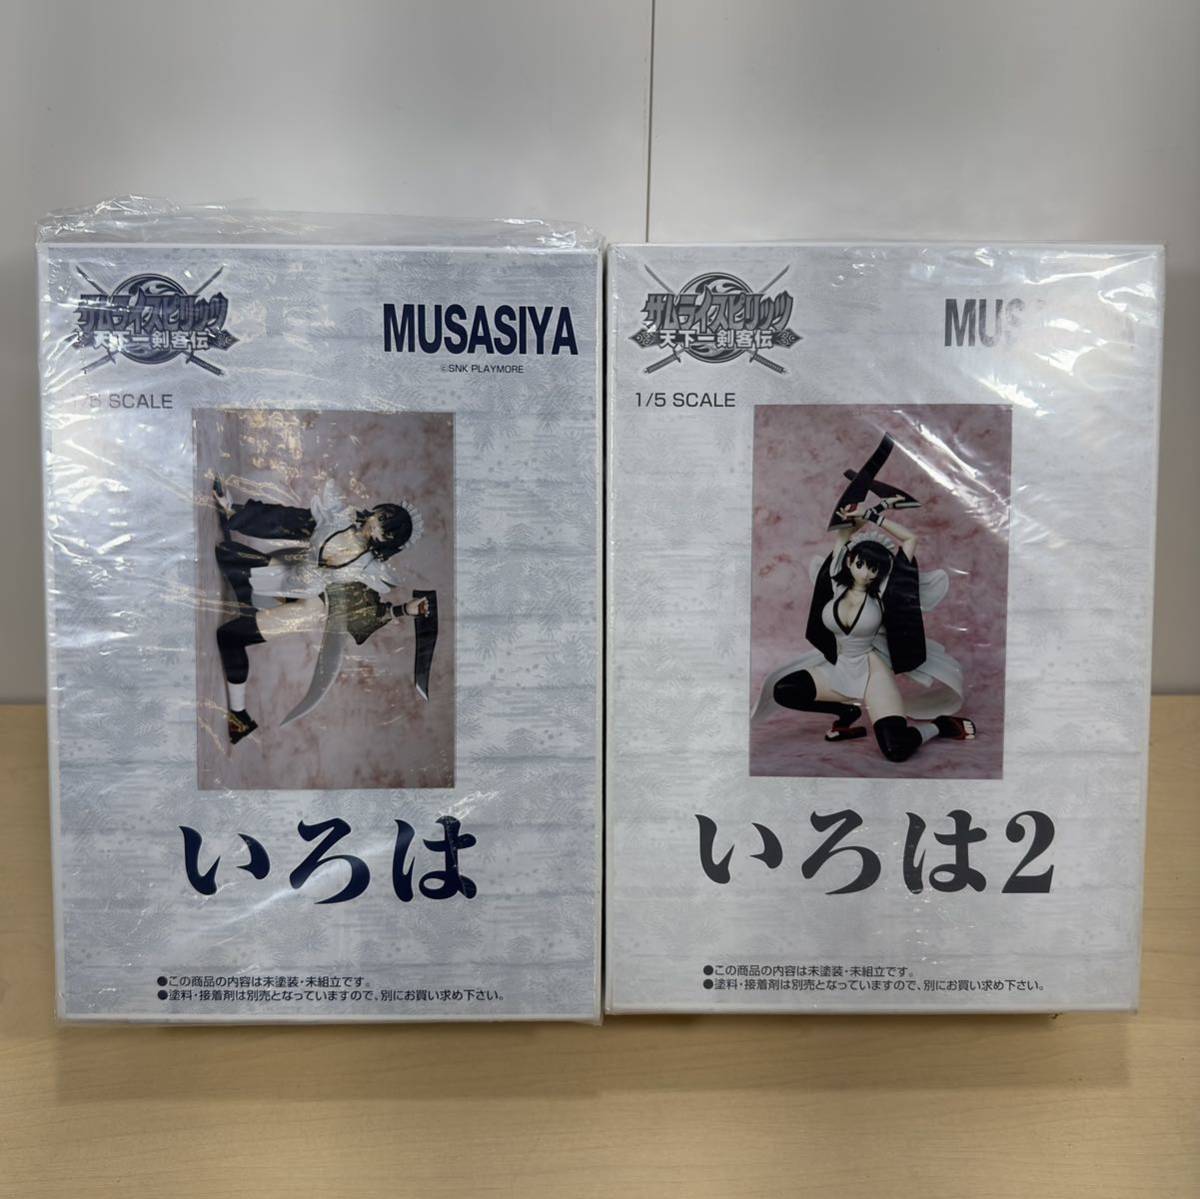 サムライスピリッツ
天下一剣客伝
MUSASIYA
©SNK PLAYMORE
1/5 SCALE
いろは
●この商品の内容は未塗装・未組立です。
●塗料・接着剤は別売となっていますので、別にお買い求め下さい。
サムライスピリッツ
天下一剣客伝
1/5 SCALE
いろは2
●この商品の内容は未塗装・未組立です。
●塗料・接着剤は別売となっていますので、別にお買い求め下さい。